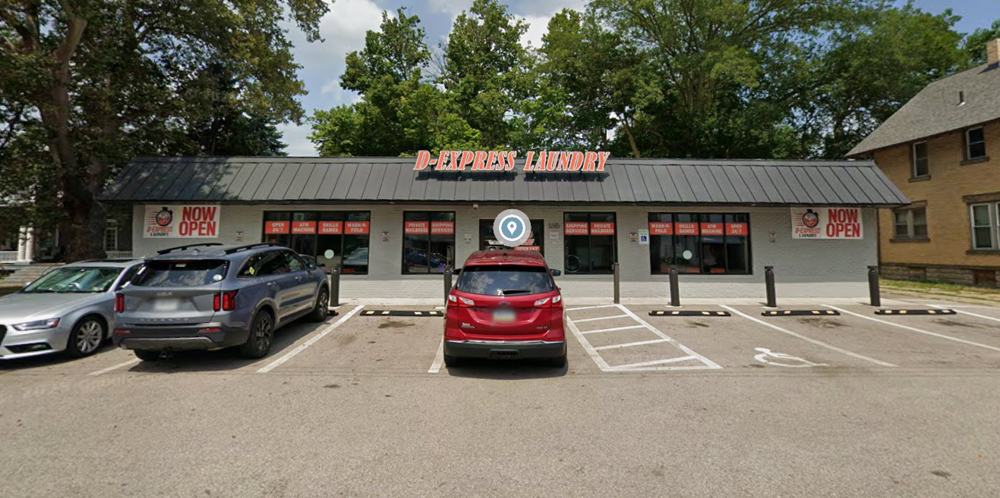 D-EXPRESS LAUNDRY
D-EXPRESS
LAUNDRY
NOW
OPEN
OPEN
24/7
ATM
MACHINE
SKILLS
GAMES
WASH-N
FOLD
PRIVATE
MAILBOXES
SHIPPING
SERVICES
SHIPPING
SERVICES
PRIVATE
MAILBOXES
WASH-N
FOLD
SKILLS
GAMES
ATM
MACHINE
OPEN
24/7
D-EXPRESS
LAUNDRY
NOW
OPEN
OPEN 24/7